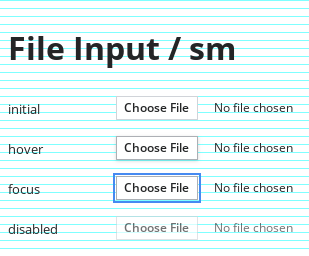 File Input / sm
initial Choose File No file chosen
hover Choose File No file chosen
focus Choose File No file chosen
disabled Choose File No file chosen